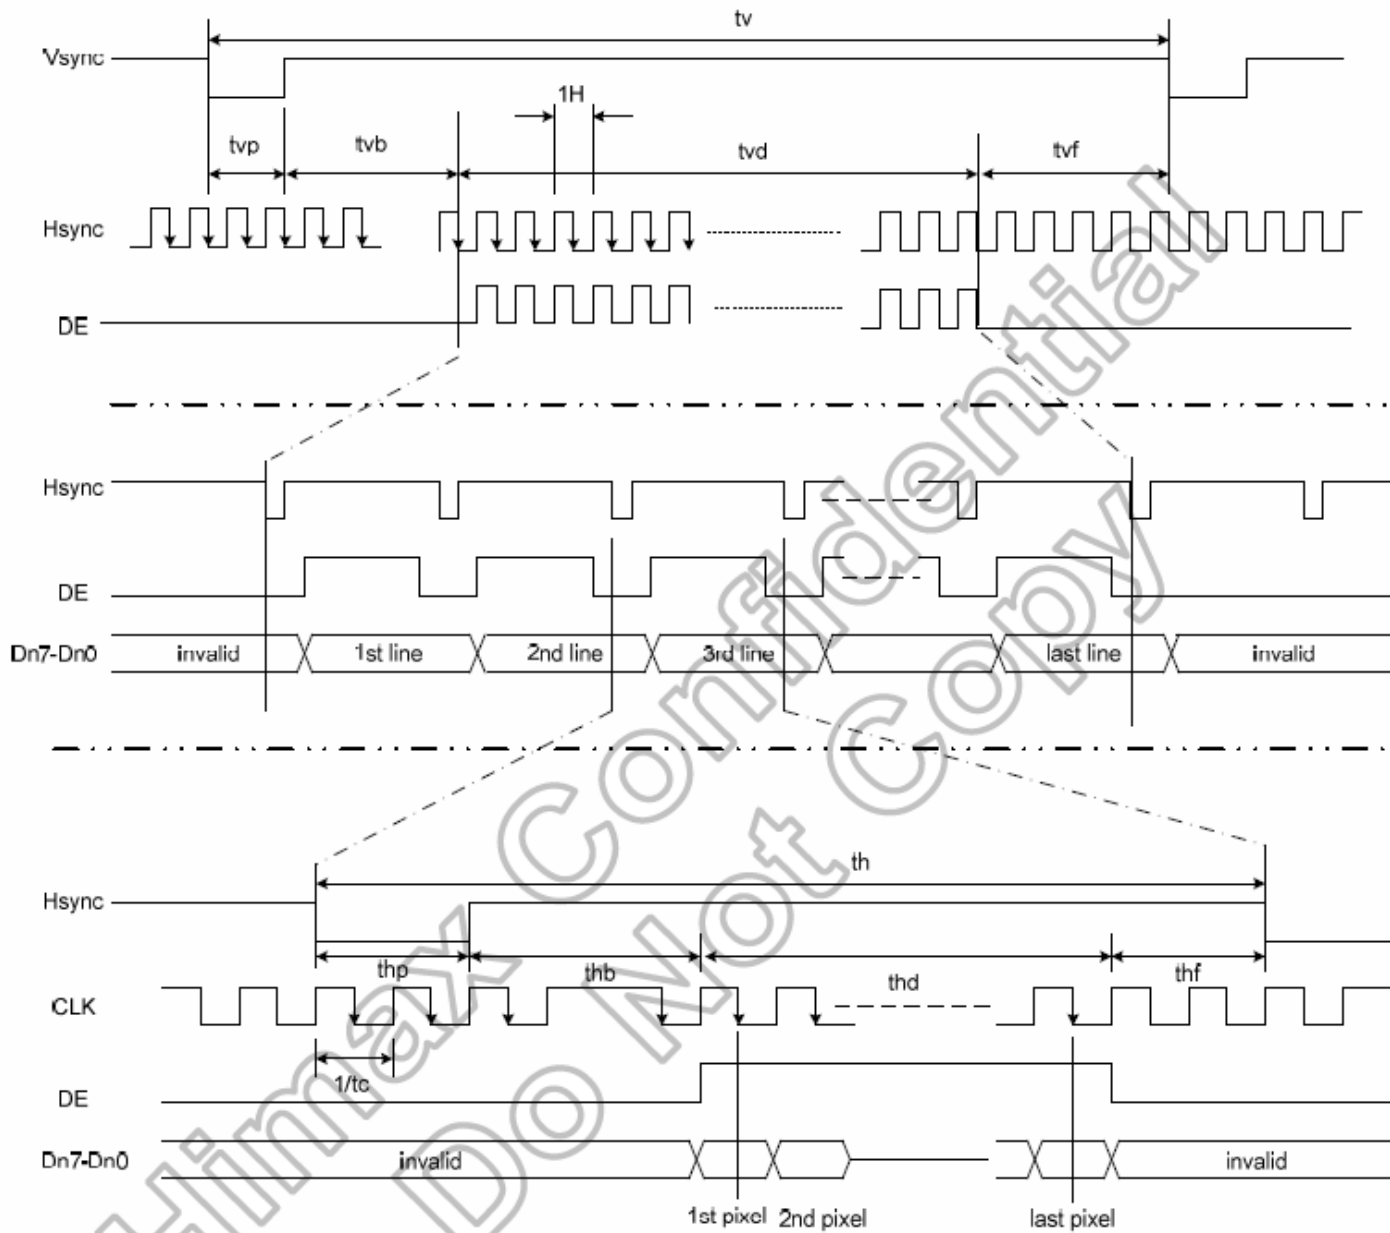 tv
Vsync
1H
tvp
tvb
tvd
tvf
Hsync
DE
Hsync
DE
Dn7-Dn0
invalid
1st line
2nd line
3rd line
last line
invalid
th
Hsync
thp
thb
thd
thf
CLK
1/tc
DE
Dn7-Dn0
invalid
invalid
1st pixel
2nd pixel
last pixel
Himax Confidential
Do Not Copy